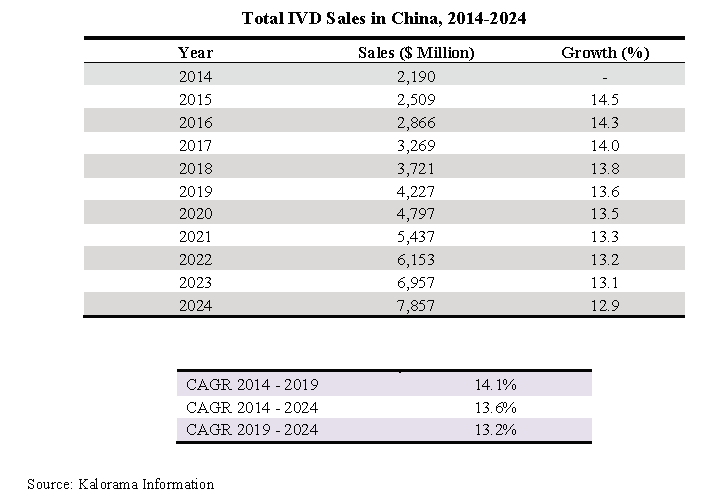 Total IVD Sales in China, 2014-2024
Year Sales ($ Million) Growth (%)
2014 2,190 -
2015 2,509 14.5
2016 2,866 14.3
2017 3,269 14.0
2018 3,721 13.8
2019 4,227 13.6
2020 4,797 13.5
2021 5,437 13.3
2022 6,153 13.2
2023 6,957 13.1
2024 7,857 12.9
CAGR 2014 - 2019 14.1%
CAGR 2014 - 2024 13.6%
CAGR 2019 - 2024 13.2%
Source: Kalorama Information